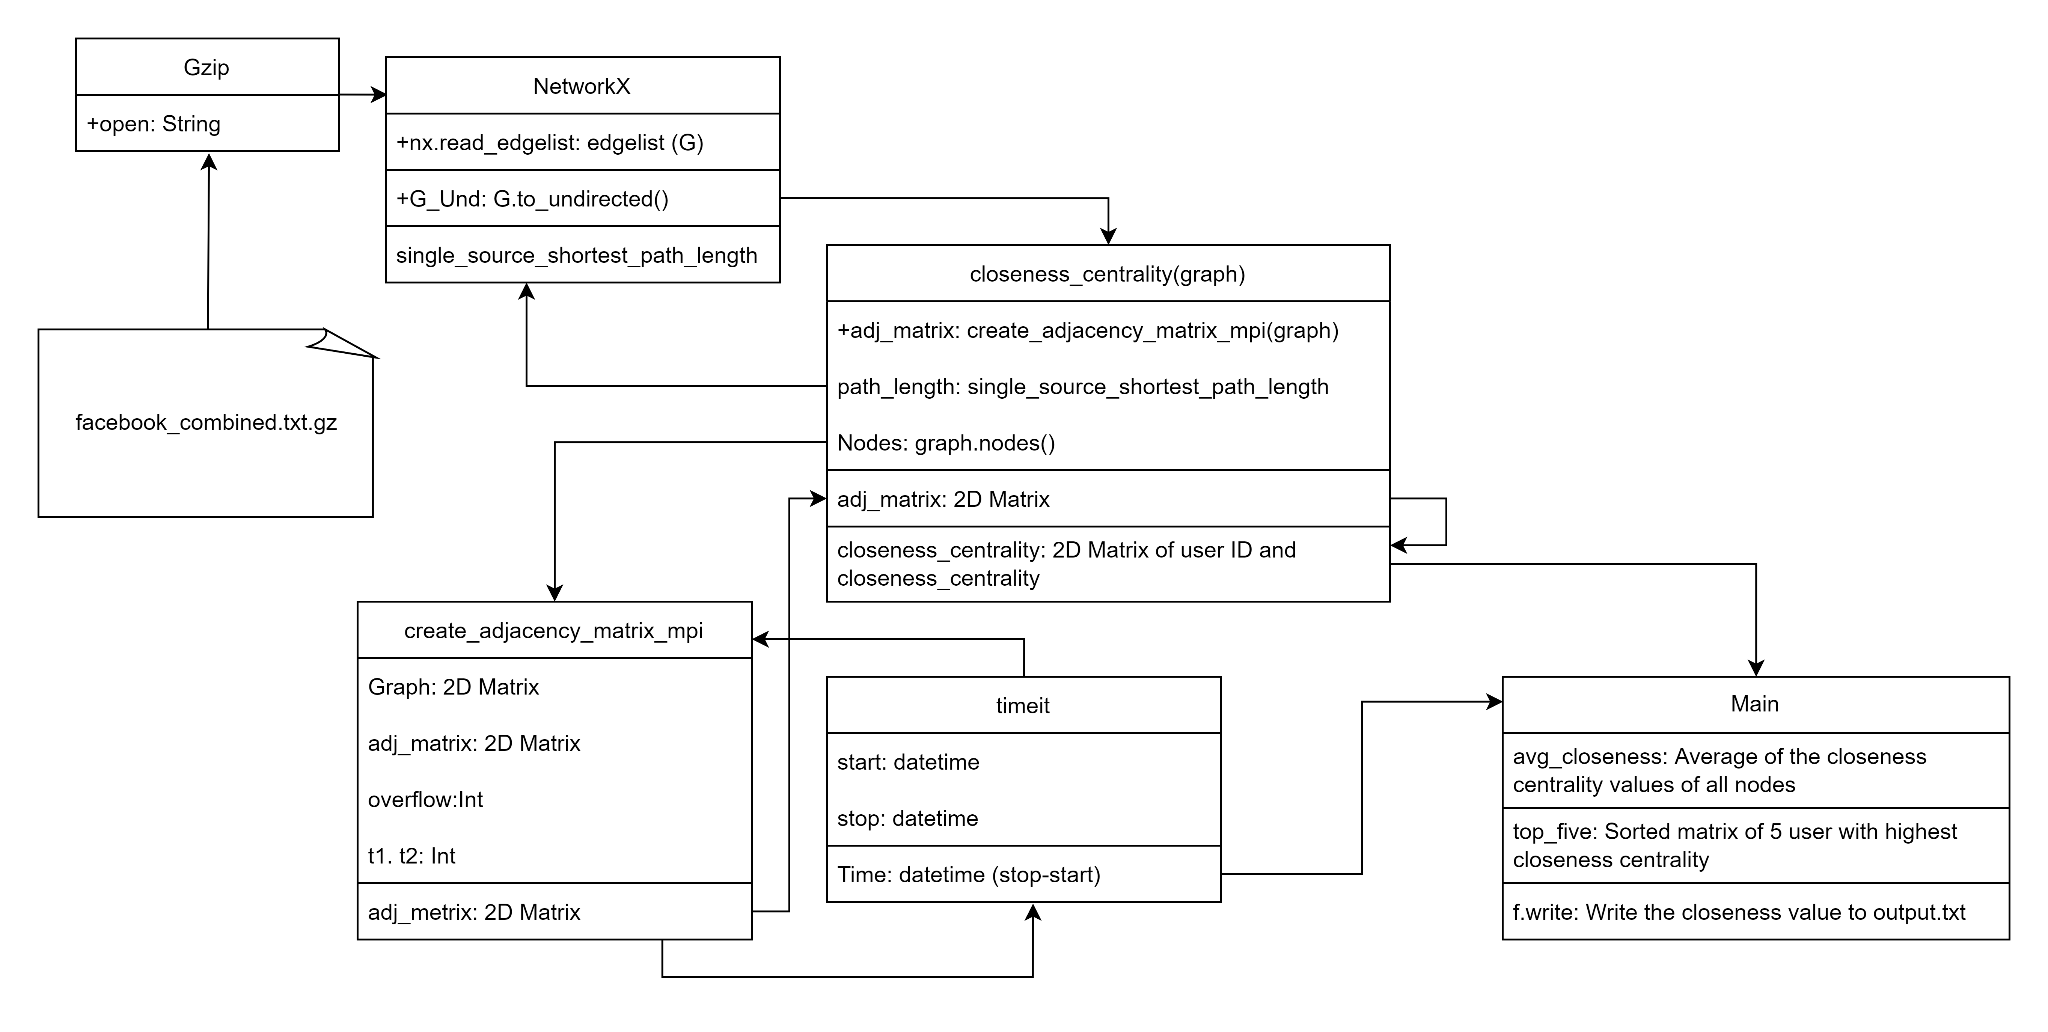 Gzip
+open: String
NetworkX
+nx.read_edgelist: edgelist (G)
+G_Und: G.to_undirected()
single_source_shortest_path_length
facebook_combined.txt.gz
closeness_centrality(graph)
+adj_matrix: create_adjacency_matrix_mpi(graph)
path_length: single_source_shortest_path_length
Nodes: graph.nodes()
adj_matrix: 2D Matrix
closeness_centrality: 2D Matrix of user ID and
closeness_centrality
create_adjacency_matrix_mpi
Graph: 2D Matrix
adj_matrix: 2D Matrix
overflow:Int
t1. t2: Int
adj_metrix: 2D Matrix
timeit
start: datetime
stop: datetime
Time: datetime (stop-start)
Main
avg_closeness: Average of the closeness
centrality values of all nodes
top_five: Sorted matrix of 5 user with highest
closeness centrality
f.write: Write the closeness value to output.txt